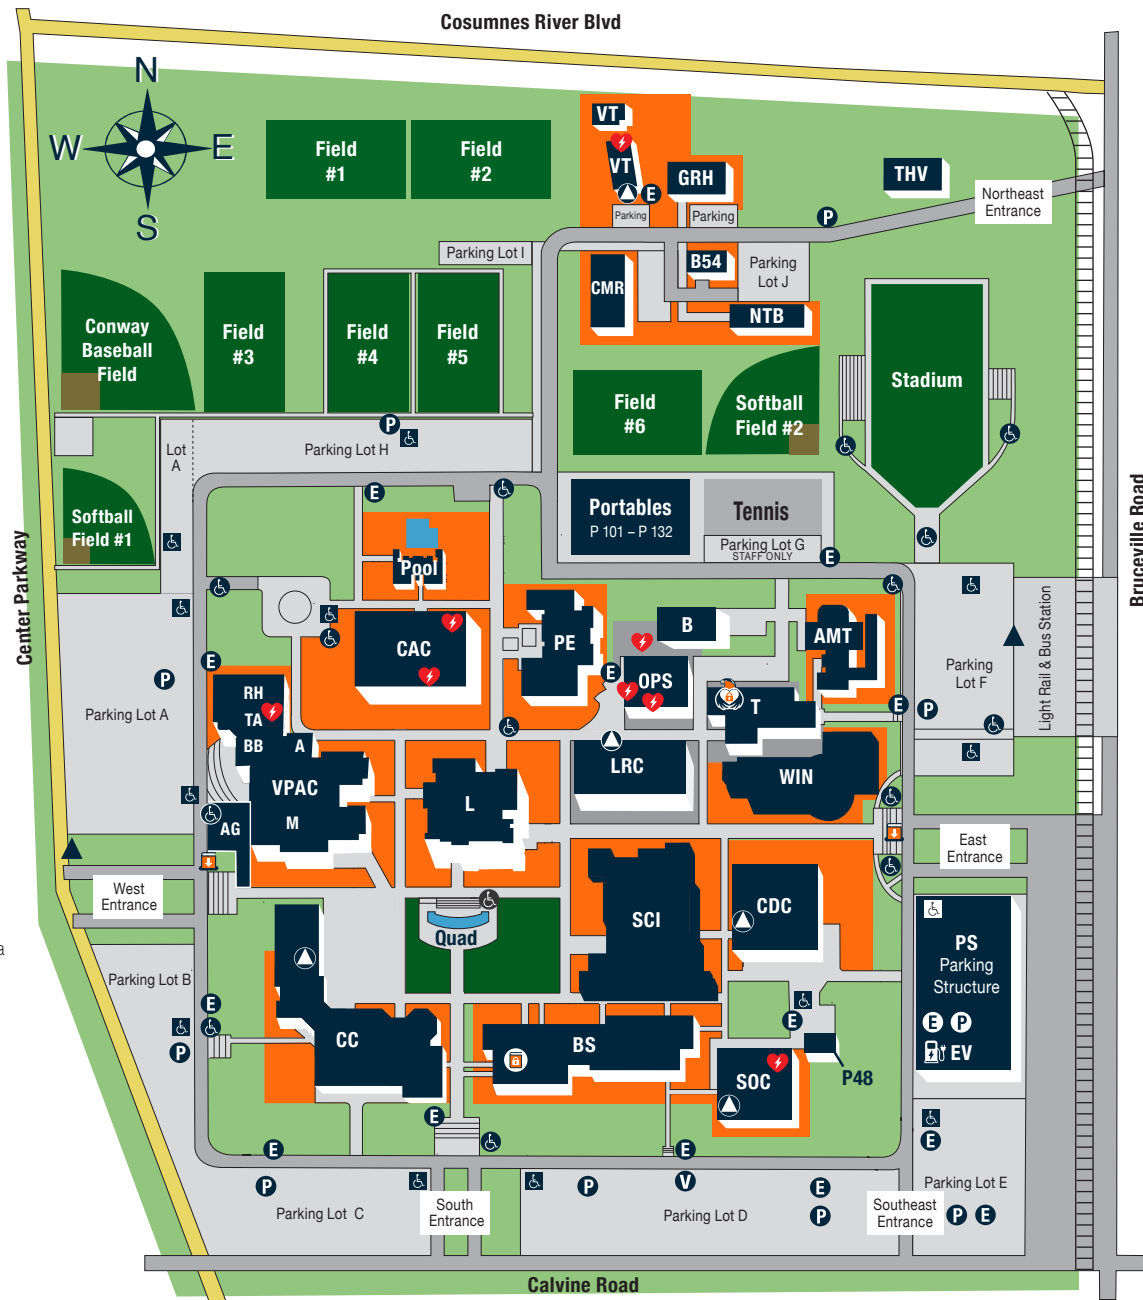 Cosumnes River Blvd
N
W
E
S
Field
#1
Field
#2
VT
VT
E
GRH
THV
Northeast
Entrance
Parking
Parking
P
Parking Lot I
B54
Parking
Lot J
CMR
NTB
Conway
Baseball
Field
Field
#3
Field
#4
Field
#5
Stadium
Field
#6
Softball
Field #2
P
Lot
A
Parking Lot H
E
Softball
Field #1
Portables
P 101 – P 132
Tennis
Parking Lot G
STAFF ONLY
E
Center Parkway
Bruceville Road
Pool
CAC
PE
B
AMT
OPS
E
E
P
Parking Lot A
RH
TA
BB
A
VPAC
M
AG
T
E
P
Parking
Lot F
Light Rail & Bus Station
L
LRC
WIN
West
Entrance
East
Entrance
Quad
SCI
CDC
PS
Parking
Structure
E
P
EV
a
Parking Lot B
E
P
CC
BS
E
SOC
P48
E
E
E
E
P
Parking Lot C
South
Entrance
P
V
Parking Lot D
E
P
Southeast
Entrance
Parking Lot E
P
E
Calvine Road